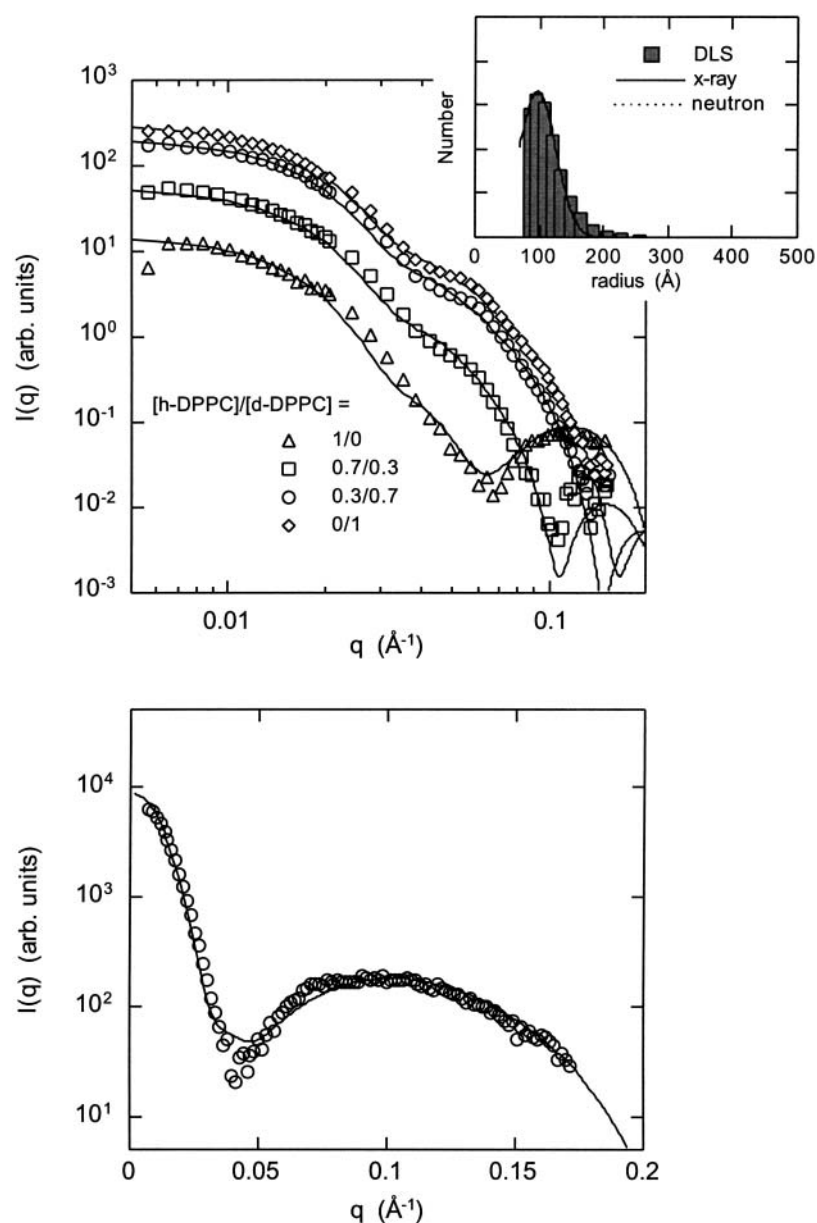 DLS
x-ray
neutron
Number
0 100 200 300 400 500
radius (Å)
10³
10²
10¹
10⁰
10⁻¹
10⁻²
10⁻³
I(q) (arb. units)
[h-DPPC]/[d-DPPC] =
1/0
0.7/0.3
0.3/0.7
0/1
0.01 0.1
q (Å⁻¹)
10⁴
10³
10²
10¹
I(q) (arb. units)
0 0.05 0.1 0.15 0.2
q (Å⁻¹)